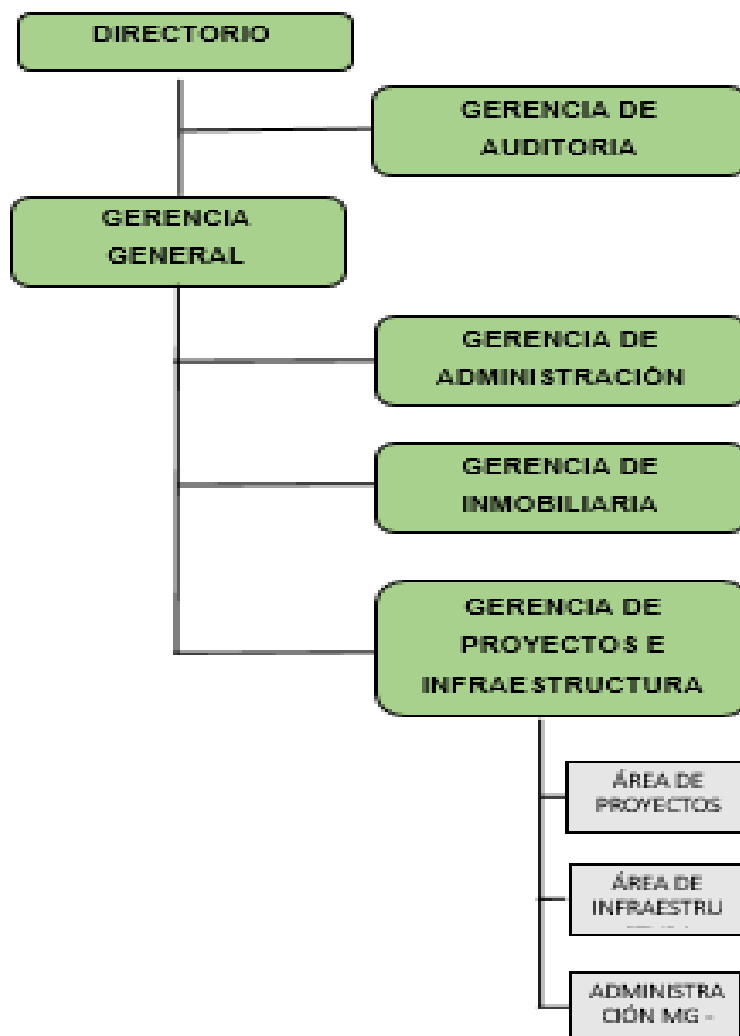 DIRECTORIO
GERENCIA DE
AUDITORIA
GERENCIA
GENERAL
GERENCIA DE
ADMINISTRACIÓN
GERENCIA DE
INMOBILIARIA
GERENCIA DE
PROYECTOS E
INFRAESTRUCTURA
ÁREA DE
PROYECTOS
ÁREA DE
INFRAESTRU
ADMINISTRA
CIÓN MG -